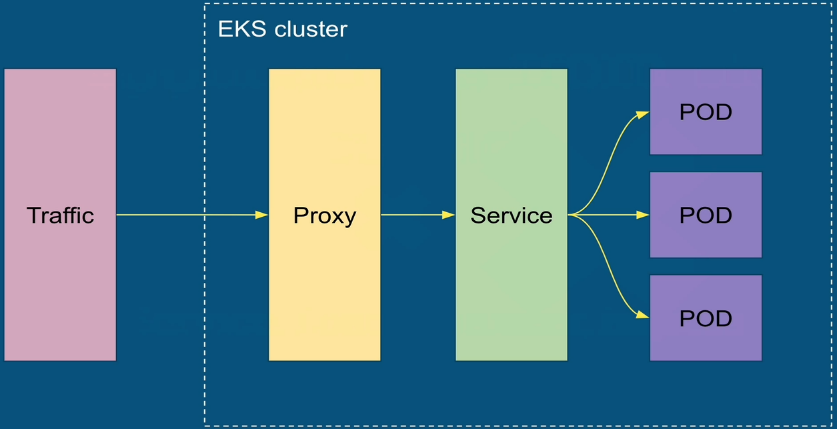 EKS cluster
Traffic
Proxy
Service
POD
POD
POD